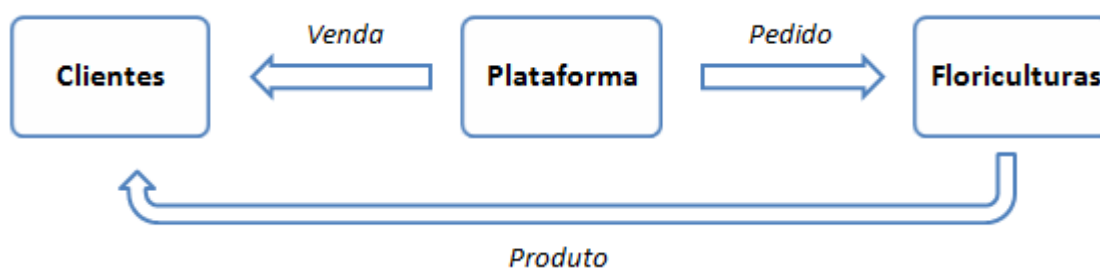 Venda
Pedido
Clientes
Plataforma
Floriculturas
Produto